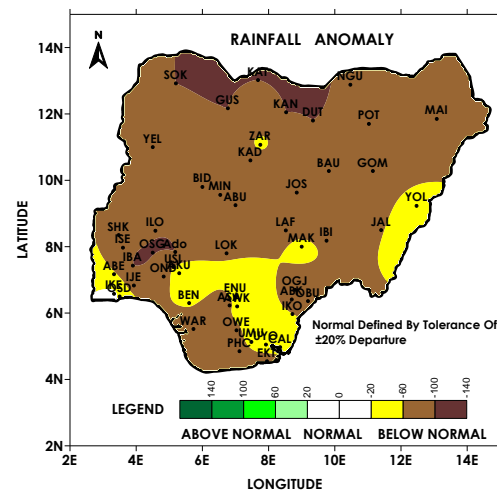 RAINFALL ANOMALY
N
14N
12N
10N
8N
6N
4N
2N
LATITUDE
SOK KAT NGU
GUS KAN DUT POT MAI
YEL ZAR
KAD BAU GOM
BID MIN ABU JOS YOL
SHK ISE ILO LAF IBI JAL
OSG Ado LOK MAK
ABE IBA USI AKU
IJE OND ENU OGJ
IKE OSD BEN AWK ABK OBU
WAR OWE IKO
UMU UYO CAL
PHC EKT
Normal Defined By Tolerance Of
±20% Departure
140 100 60 20 20 -20 -60 -100 -140
LEGEND
ABOVE NORMAL NORMAL BELOW NORMAL
2E 4E 6E 8E 10E 12E 14E
LONGITUDE